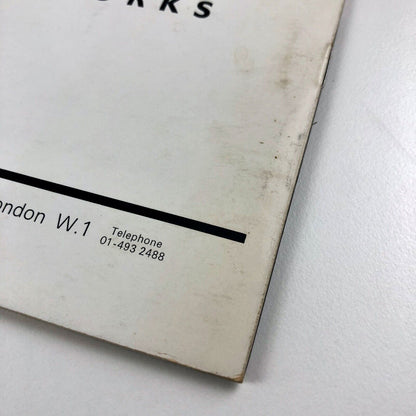 ORKS
ondon W.1
Telephone
01-493 2488